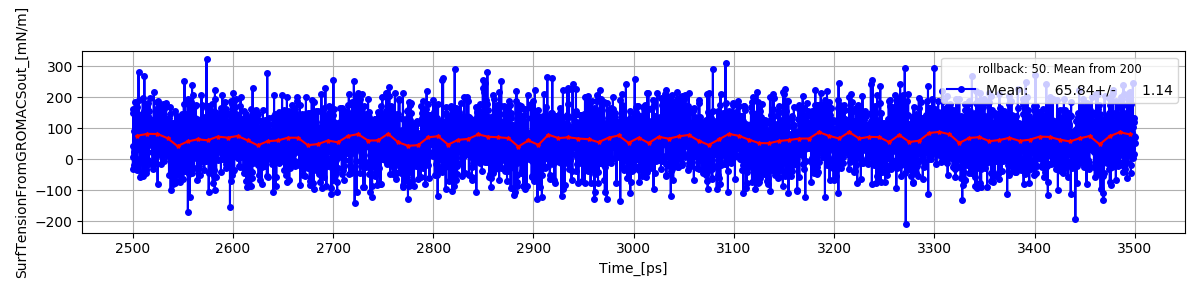 SurfTensionFromGROMACSout_[mN/m]
300
200
100
0
−100
−200
rollback: 50. Mean from 200
Mean: 65.84+/- 1.14
2500 2600 2700 2800 2900 3000 3100 3200 3300 3400 3500
Time_[ps]